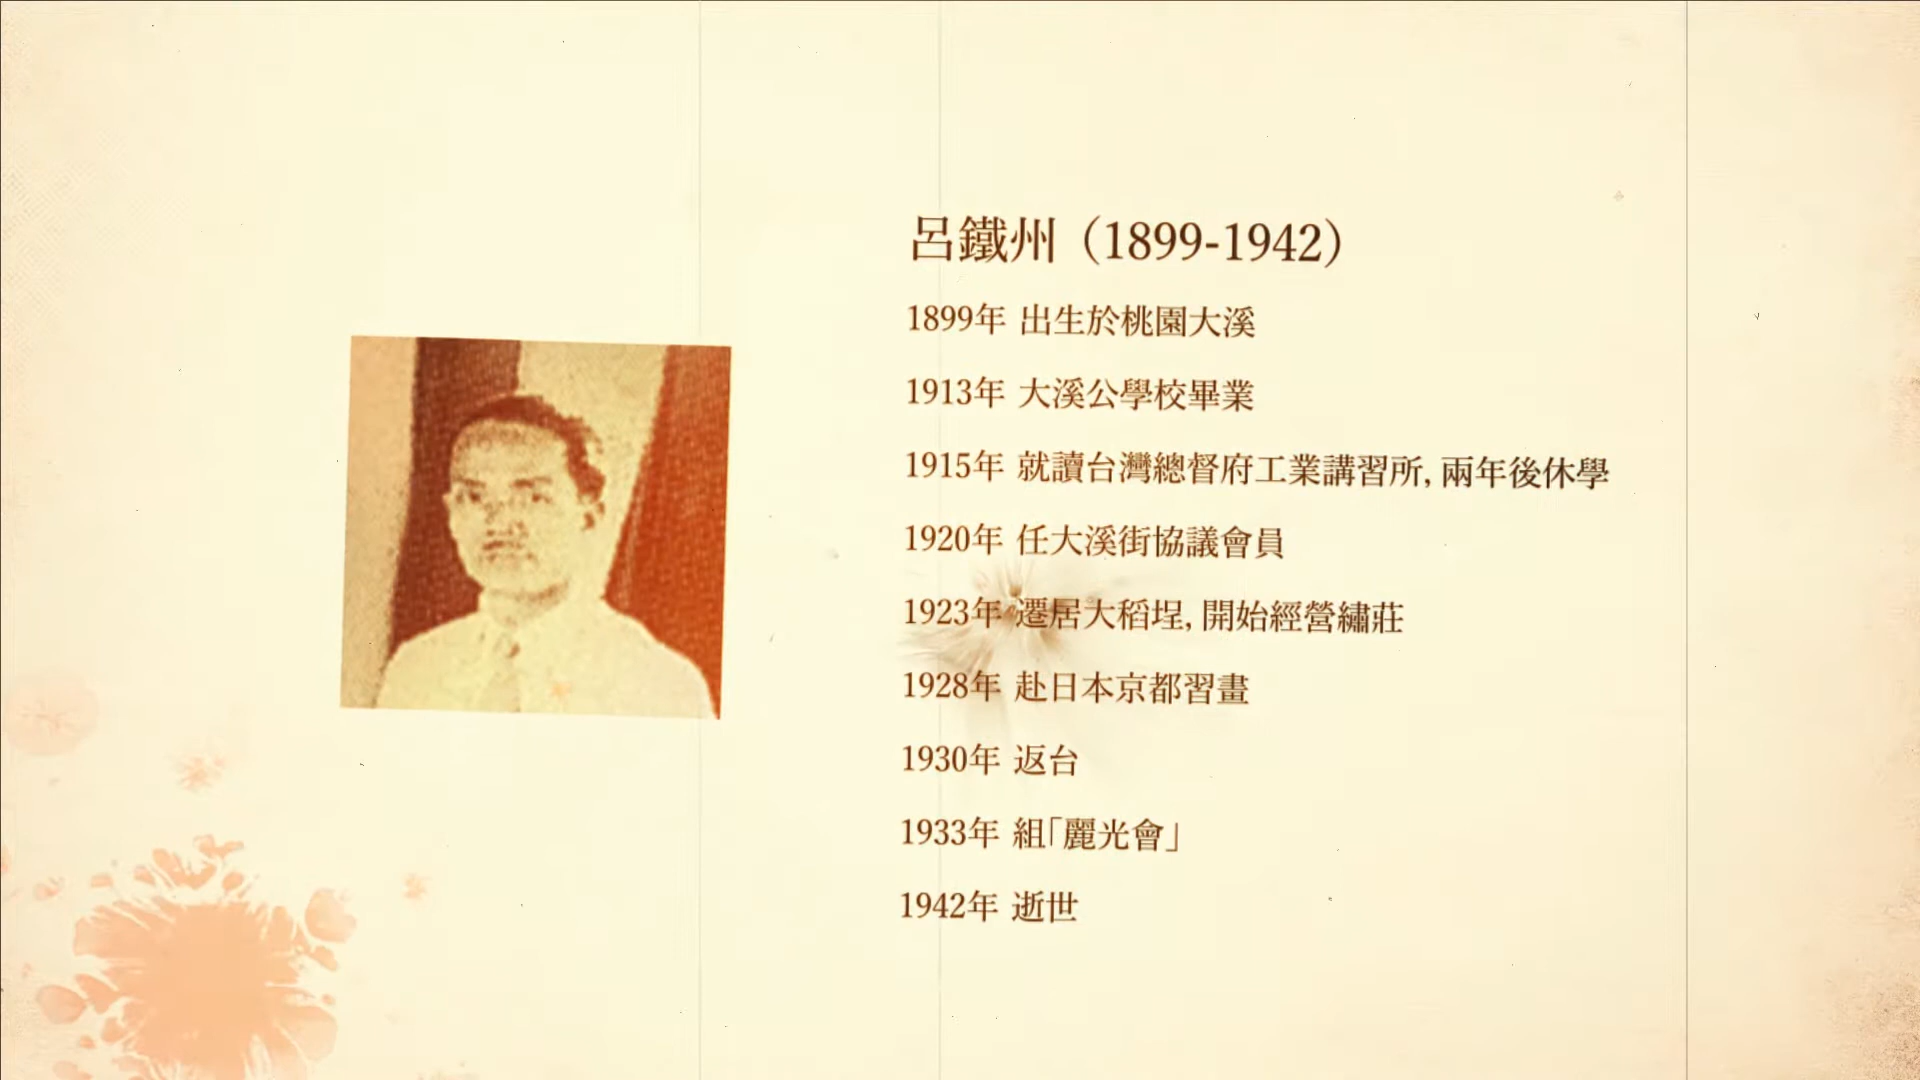 呂鐵州（1899-1942）
1899年 出生於桃園大溪
1913年 大溪公學校畢業
1915年 就讀台灣總督府工業講習所, 兩年後休學
1920年 任大溪街協議會員
1923年 遷居大稻埕, 開始經營繡莊
1928年 赴日本京都習畫
1930年 返台
1933年 組「麗光會」
1942年 逝世